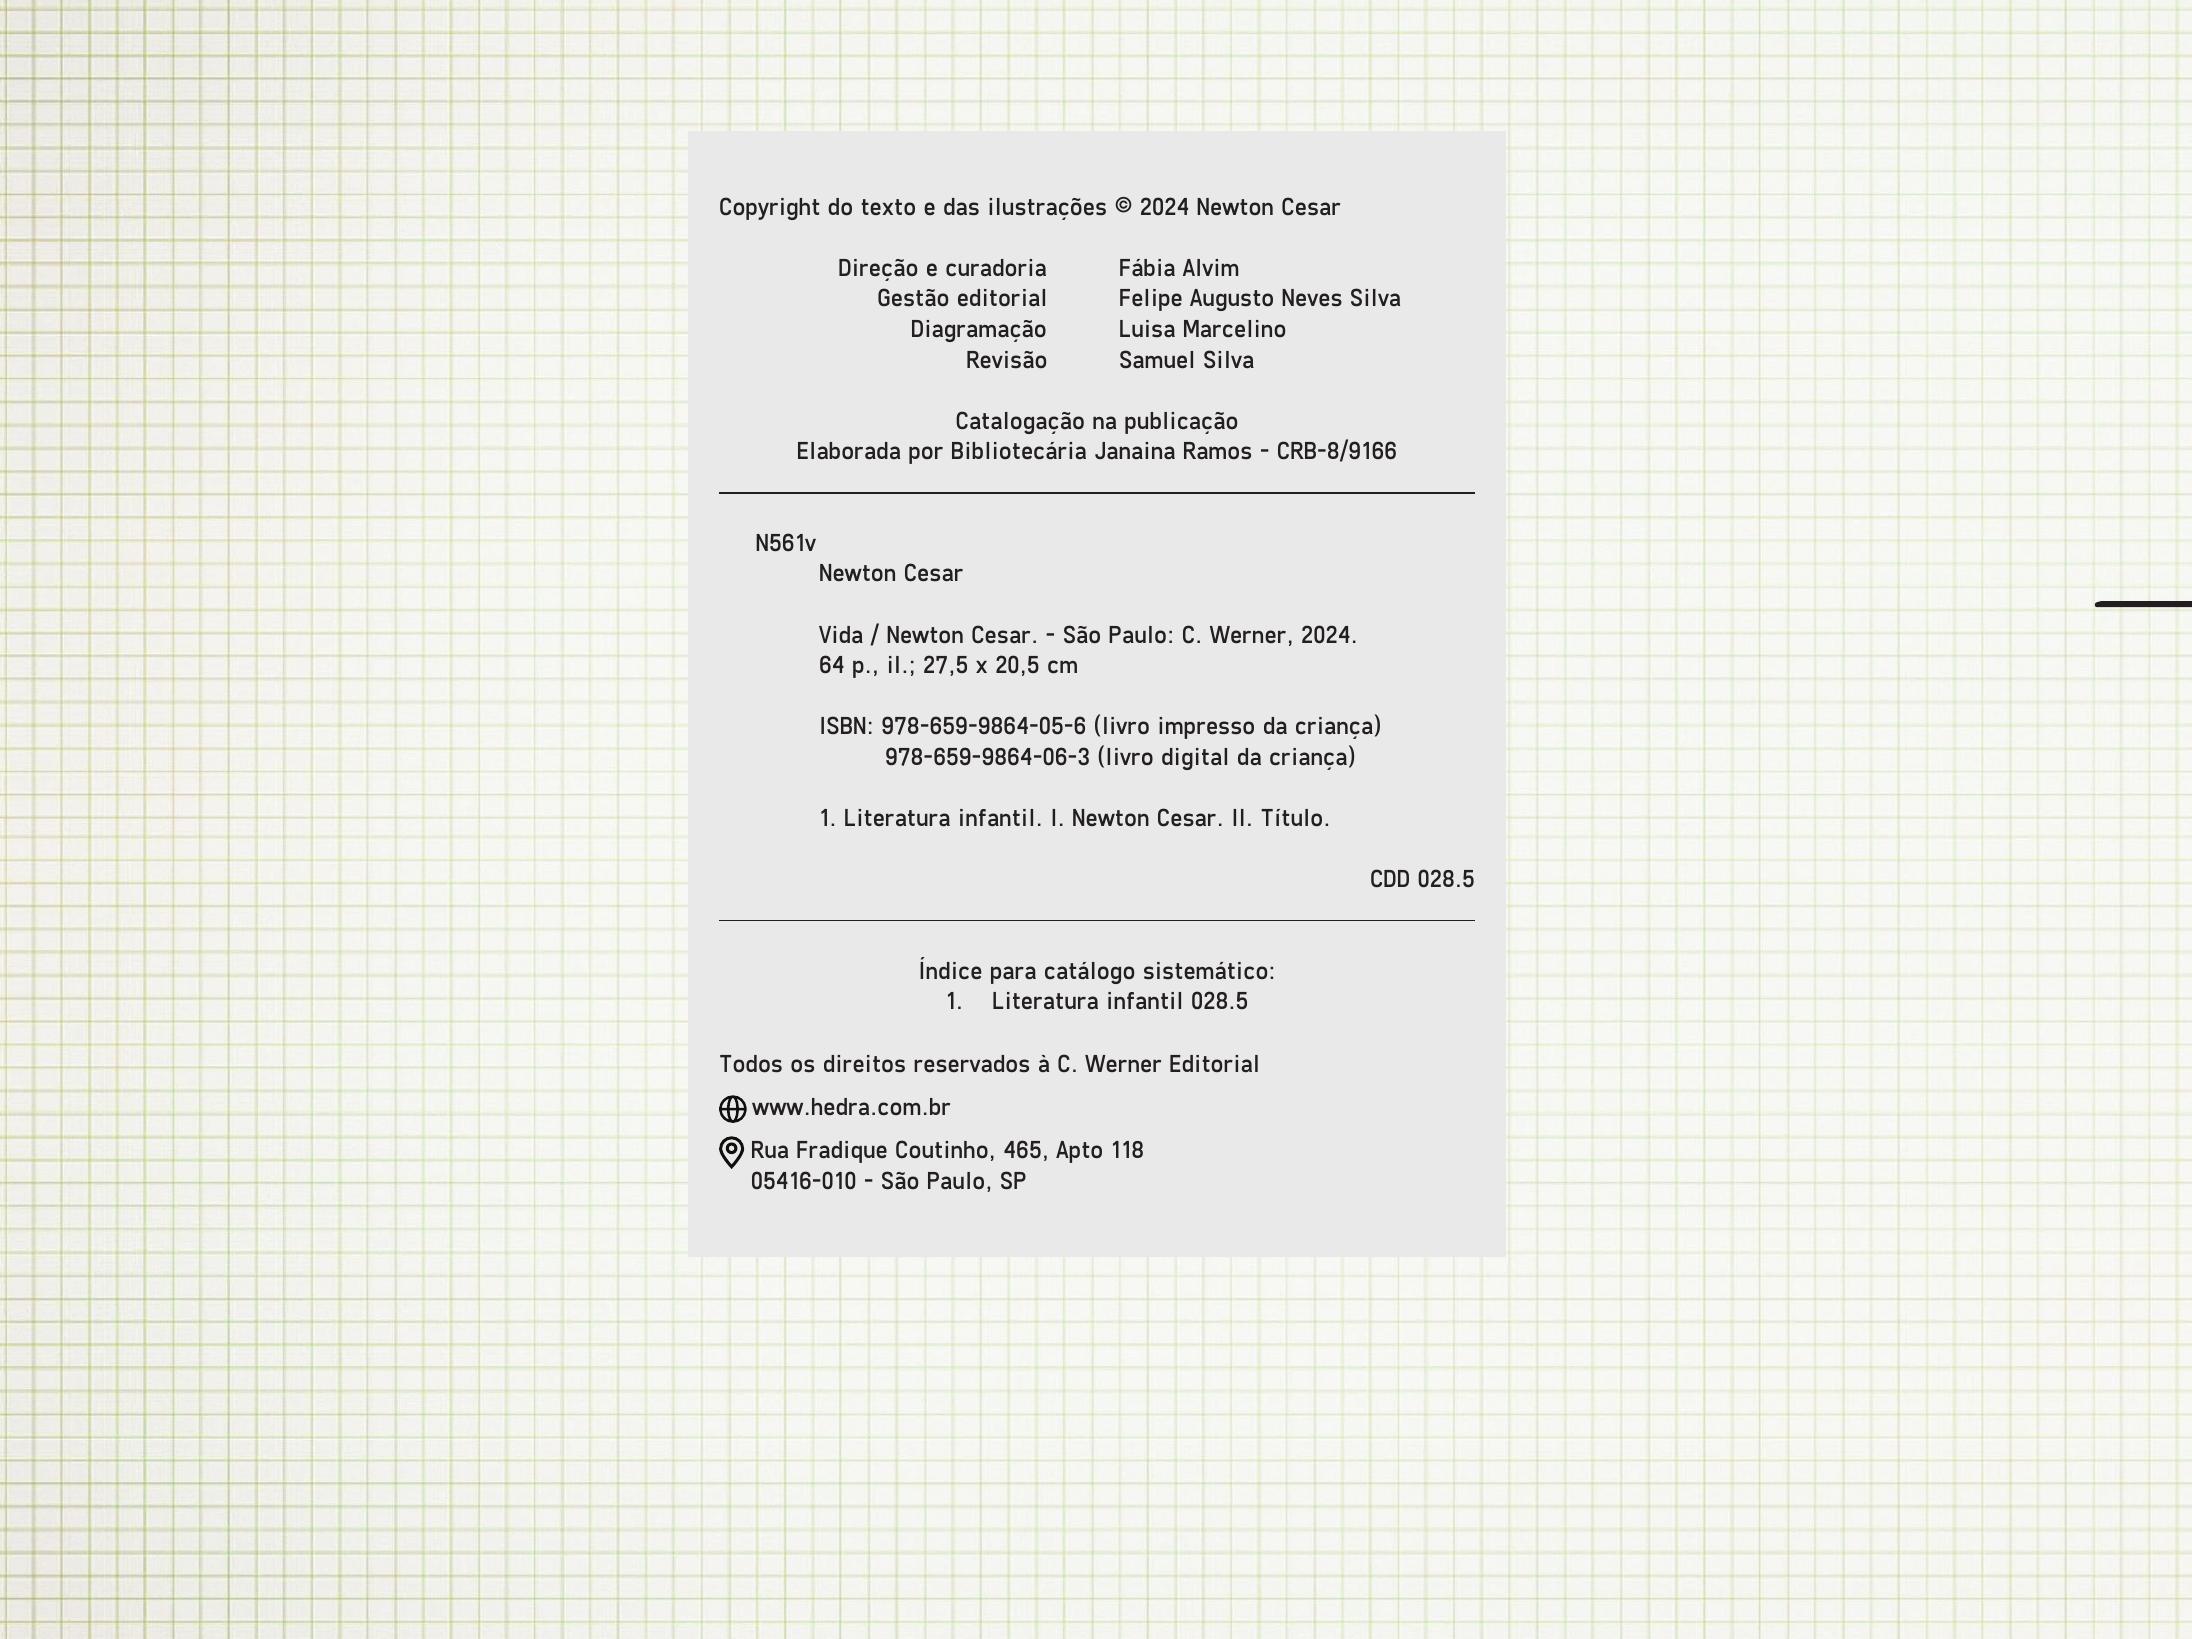 Copyright do texto e das ilustrações © 2024 Newton Cesar
Direção e curadoria Fábia Alvim
Gestão editorial Felipe Augusto Neves Silva
Diagramação Luisa Marcelino
Revisão Samuel Silva
Catalogação na publicação
Elaborada por Bibliotecária Janaina Ramos - CRB-8/9166
N561v
Newton Cesar
Vida / Newton Cesar. - São Paulo: C. Werner, 2024.
64 p., il.; 27,5 x 20,5 cm
ISBN: 978-659-9864-05-6 (livro impresso da criança)
978-659-9864-06-3 (livro digital da criança)
1. Literatura infantil. I. Newton Cesar. II. Título.
CDD 028.5
Índice para catálogo sistemático:
1. Literatura infantil 028.5
Todos os direitos reservados à C. Werner Editorial
www.hedra.com.br
Rua Fradique Coutinho, 465, Apto 118
05416-010 - São Paulo, SP